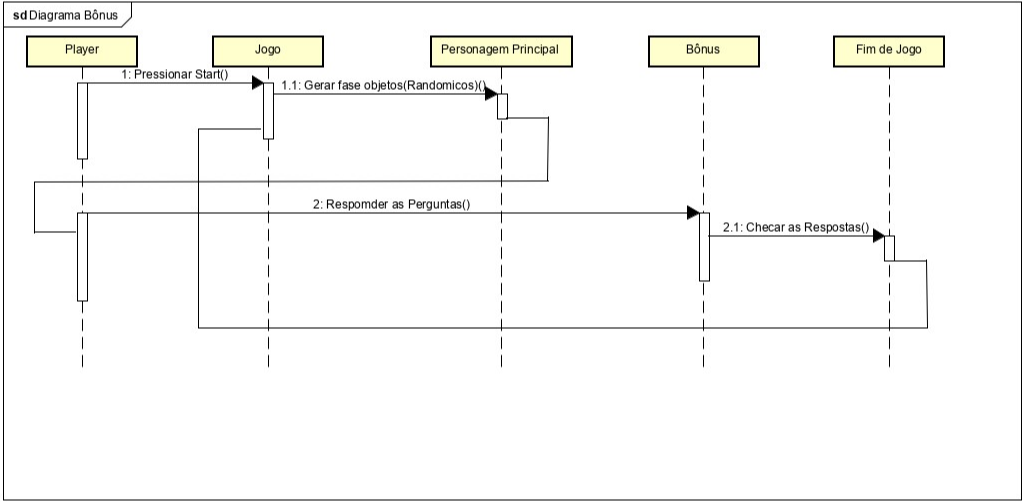 sd Diagrama Bônus
Player
Jogo
Personagem Principal
Bônus
Fim de Jogo
1: Pressionar Start()
1.1: Gerar fase objetos(Randomicos)()
2: Respomder as Perguntas()
2.1: Checar as Respostas()